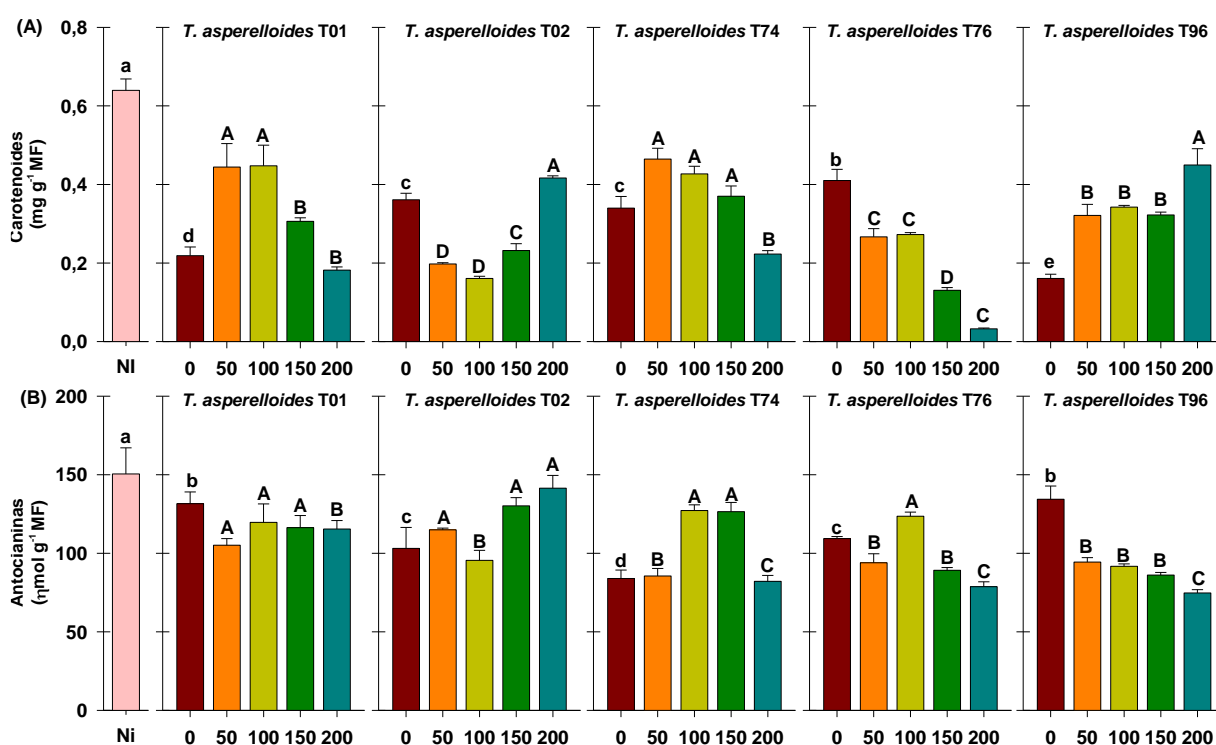 (A)
T. asperelloides T01
T. asperelloides T02
T. asperelloides T74
T. asperelloides T76
T. asperelloides T96
Carotenoides
(mg g⁻¹ MF)
0,8
0,6
0,4
0,2
0,0
a
d A A B B
c D D B A
c A A A B
b C C D C
e B B B A
NI
0 50 100 150 200
0 50 100 150 200
0 50 100 150 200
0 50 100 150 200
0 50 100 150 200
(B)
T. asperelloides T01
T. asperelloides T02
T. asperelloides T74
T. asperelloides T76
T. asperelloides T96
Antocianinas
(ηmol g⁻¹ MF)
200
150
100
50
0
a
b A A A B
c A B A A
d B A A C
c B A B C
b B B B C
Ni
0 50 100 150 200
0 50 100 150 200
0 50 100 150 200
0 50 100 150 200
0 50 100 150 200